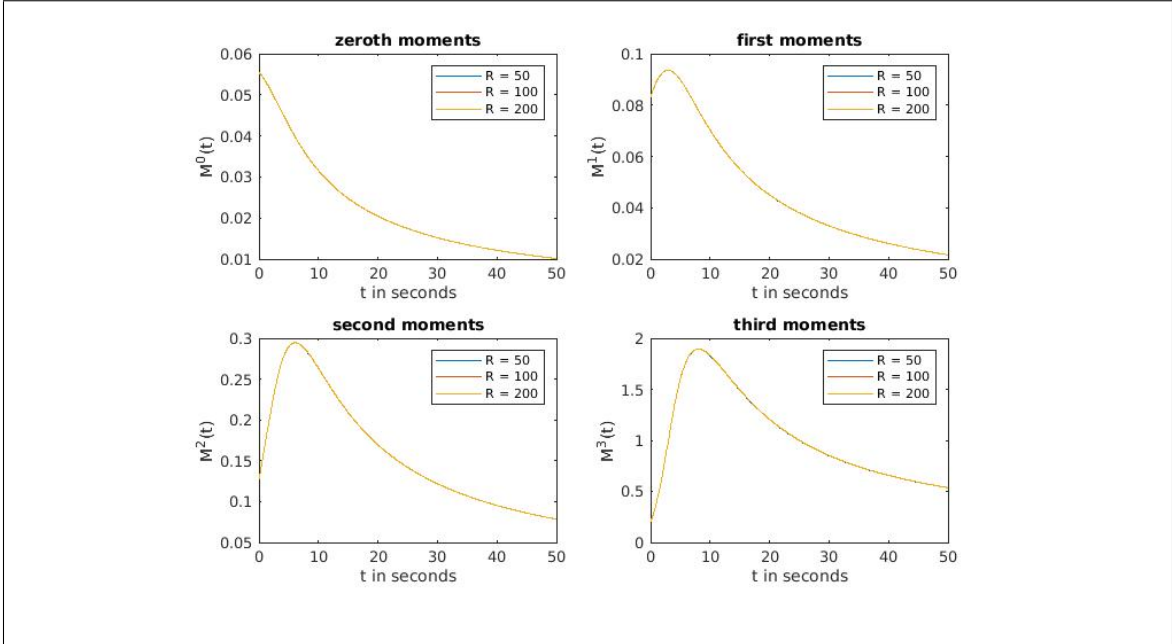 zeroth moments
0.06
0.05
0.04
0.03
0.02
0.01
M^0(t)
R = 50
R = 100
R = 200
0 10 20 30 40 50
t in seconds
first moments
0.1
0.08
0.06
0.04
0.02
M^1(t)
R = 50
R = 100
R = 200
0 10 20 30 40 50
t in seconds
second moments
0.3
0.25
0.2
0.15
0.1
0.05
M^2(t)
R = 50
R = 100
R = 200
0 10 20 30 40 50
t in seconds
third moments
2
1.5
1
0.5
0
M^3(t)
R = 50
R = 100
R = 200
0 10 20 30 40 50
t in seconds